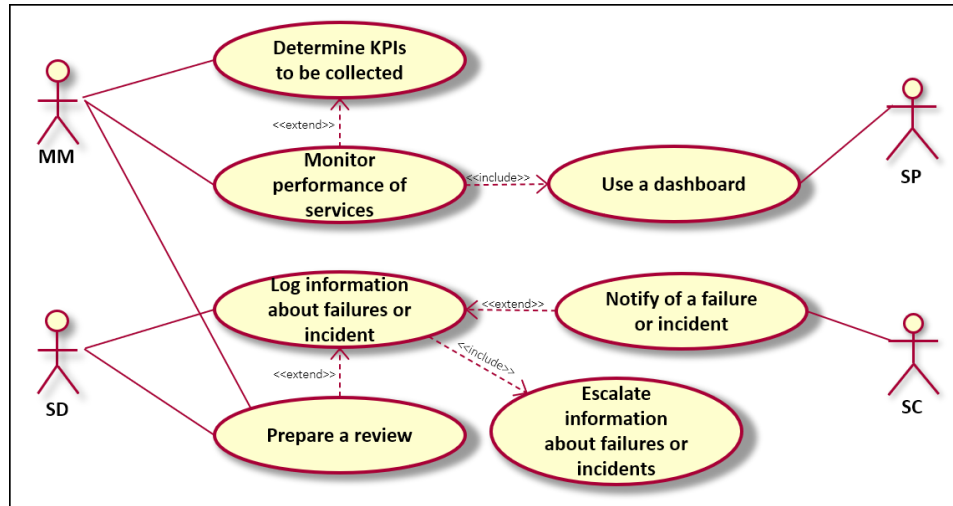 Determine KPIs
to be collected
<<extend>>
MM
Monitor
performance of
services
<<include>>
Use a dashboard
SP
Log information
about failures or
incident
<<extend>>
Notify of a failure
or incident
<<include>>
<<extend>>
SD
Prepare a review
Escalate
information
about failures or
incidents
SC